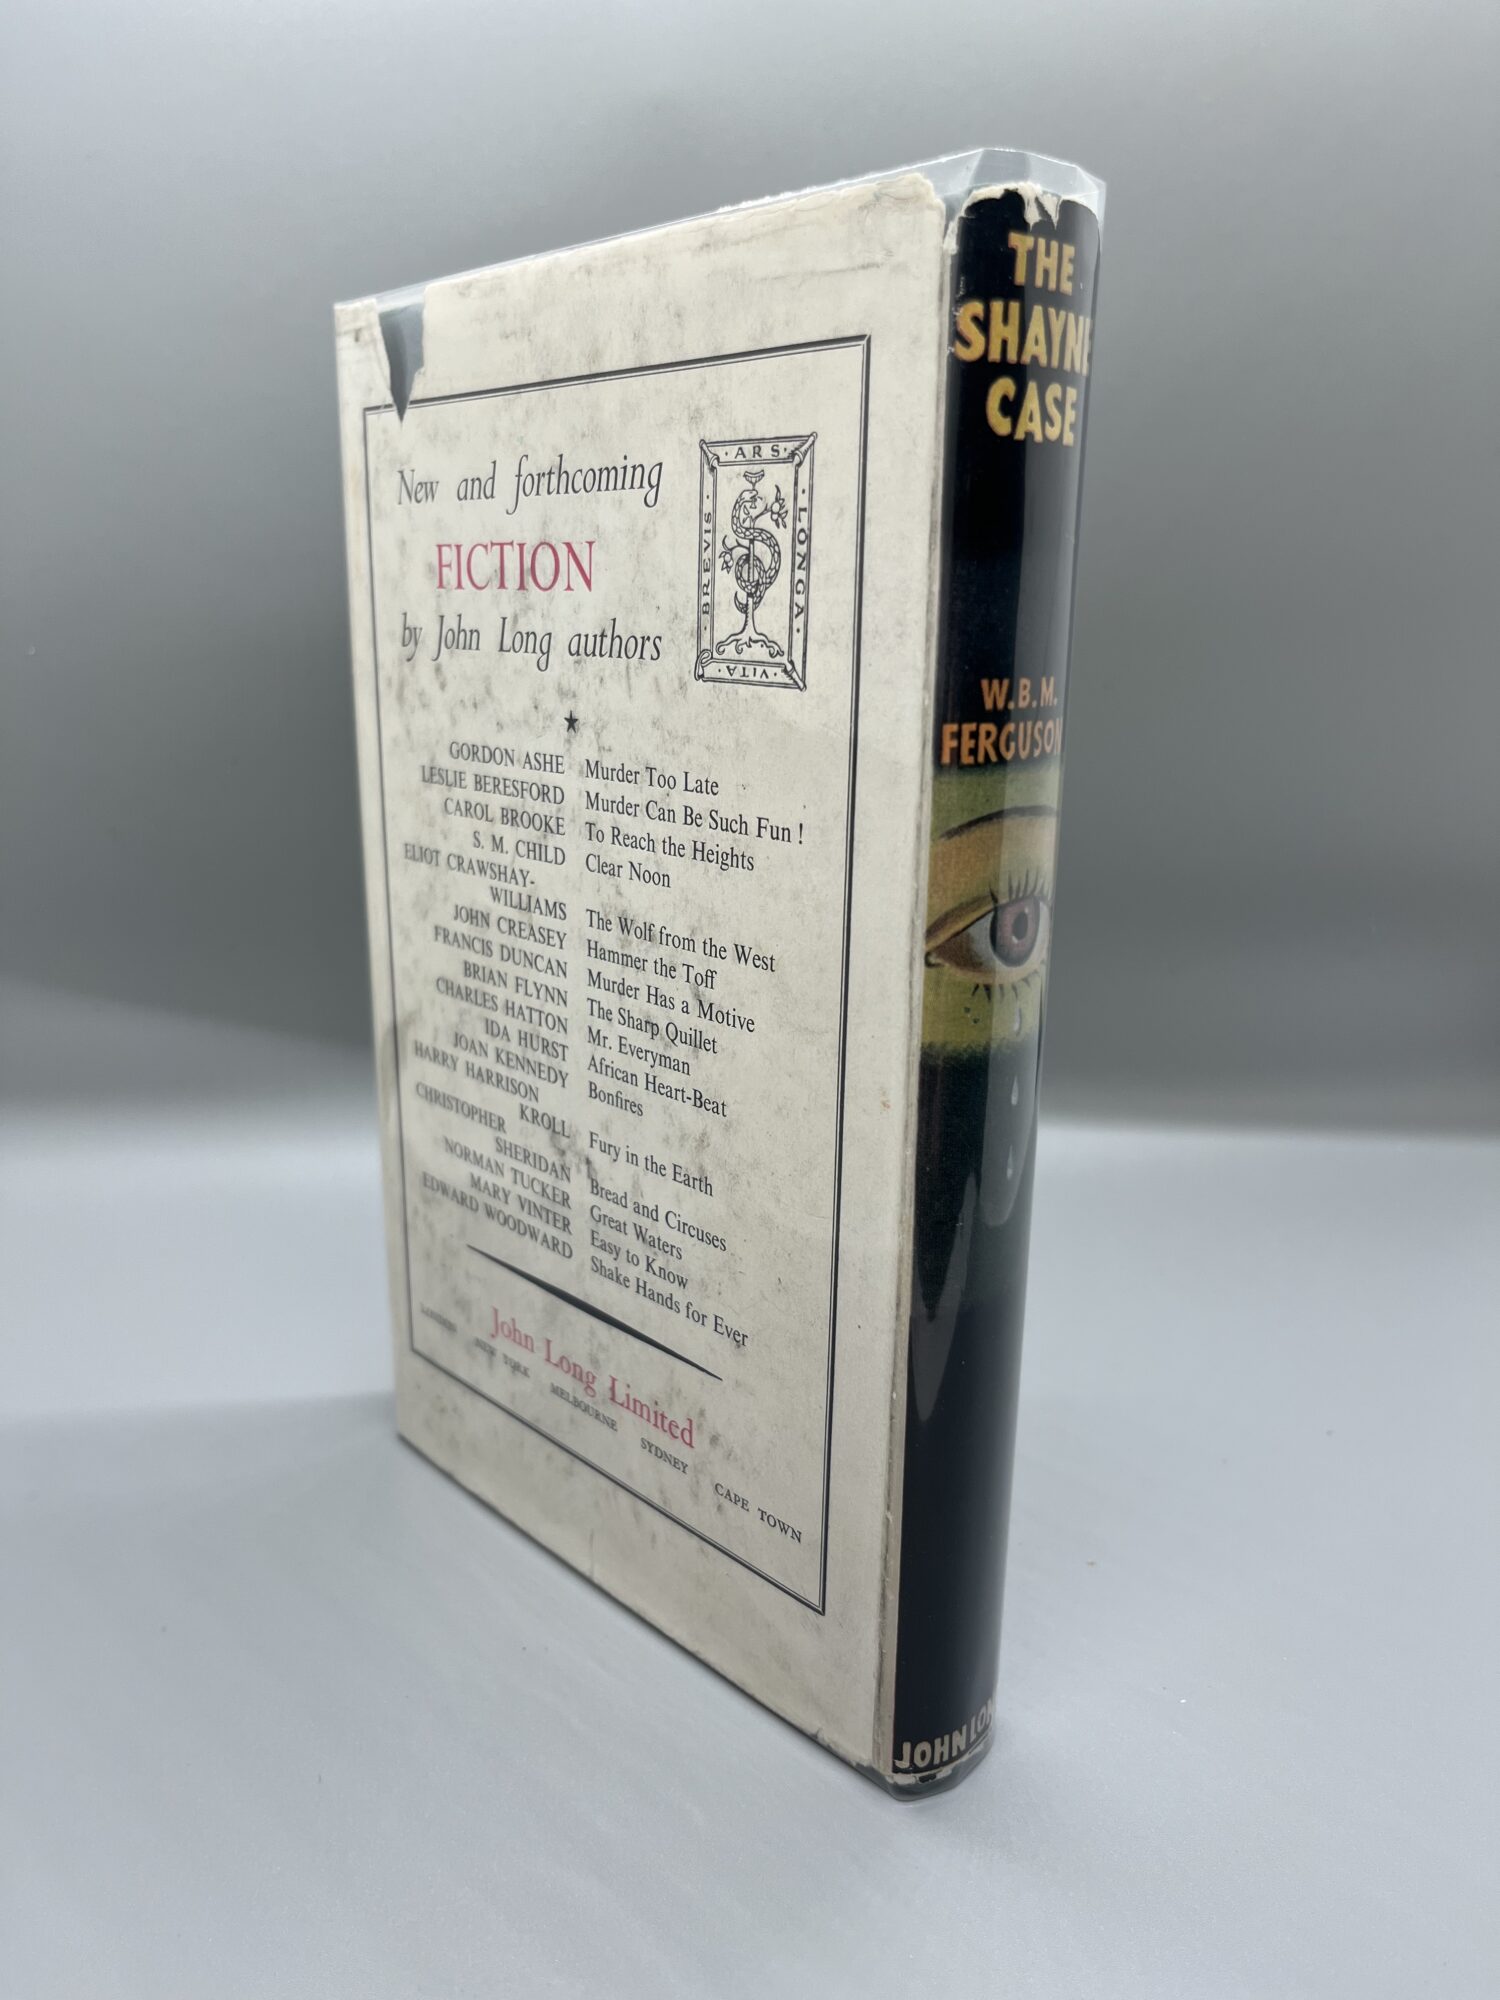 New and forthcoming
FICTION
by John Long authors
· ARS ·
· LONGA ·
· VITA ·
· BREVIS ·
★
GORDON ASHE Murder Too Late
LESLIE BERESFORD Murder Can Be Such Fun !
CAROL BROOKE To Reach the Heights
S. M. CHILD Clear Noon
ELIOT CRAWSHAY-
WILLIAMS The Wolf from the West
JOHN CREASEY Hammer the Toff
FRANCIS DUNCAN Murder Has a Motive
BRIAN FLYNN The Sharp Quillet
CHARLES HATTON Mr. Everyman
IDA HURST African Heart-Beat
JOAN KENNEDY Bonfires
HARRY HARRISON
KROLL Fury in the Earth
CHRISTOPHER
SHERIDAN Bread and Circuses
NORMAN TUCKER Great Waters
MARY VINTER Easy to Know
EDWARD WOODWARD Shake Hands for Ever
John Long Limited
LONDON NEW YORK MELBOURNE SYDNEY CAPE TOWN
THE
SHAYNE
CASE
W.B.M.
FERGUSON
JOHN LONG